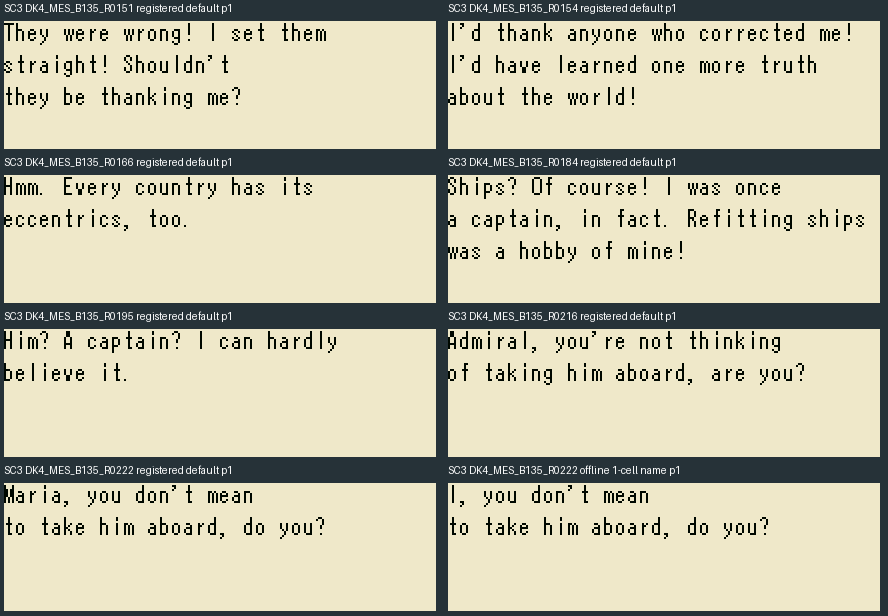 SC3 DK4_MES_B135_R0151 registered default p1
They were wrong! I set them
straight! Shouldn't
they be thanking me?
SC3 DK4_MES_B135_R0154 registered default p1
I'd thank anyone who corrected me!
I'd have learned one more truth
about the world!
SC3 DK4_MES_B135_R0166 registered default p1
Hmm. Every country has its
eccentrics, too.
SC3 DK4_MES_B135_R0184 registered default p1
Ships? Of course! I was once
a captain, in fact. Refitting ships
was a hobby of mine!
SC3 DK4_MES_B135_R0195 registered default p1
Him? A captain? I can hardly
believe it.
SC3 DK4_MES_B135_R0216 registered default p1
Admiral, you're not thinking
of taking him aboard, are you?
SC3 DK4_MES_B135_R0222 registered default p1
Maria, you don't mean
to take him aboard, do you?
SC3 DK4_MES_B135_R0222 offline 1-cell name p1
I, you don't mean
to take him aboard, do you?